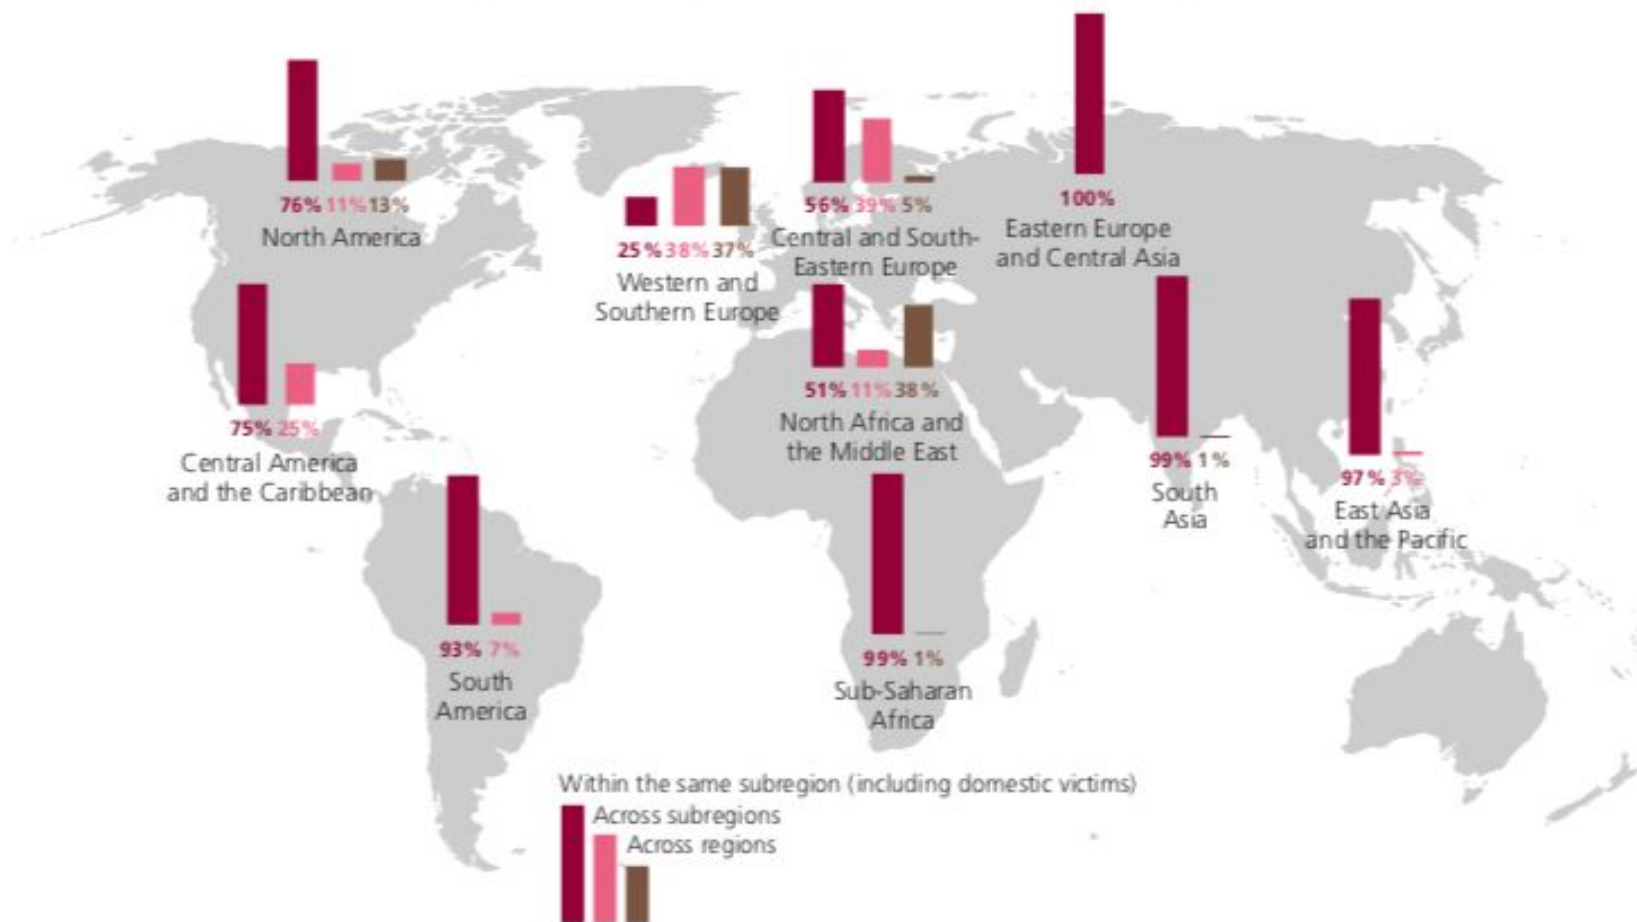 76% 11% 13%
North America
25% 38% 37%
Western and
Southern Europe
56% 39% 5%
Central and South-
Eastern Europe
100%
Eastern Europe
and Central Asia
75% 25%
Central America
and the Caribbean
51% 11% 38%
North Africa and
the Middle East
99% 1%
South
Asia
97% 3%
East Asia
and the Pacific
93% 7%
South
America
99% 1%
Sub-Saharan
Africa
Within the same subregion (including domestic victims)
Across subregions
Across regions